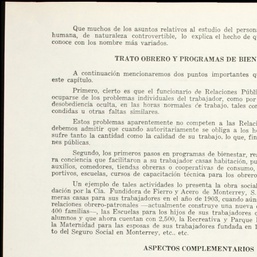 Que muchos de los asuntos relativos al estudio del person
humana, de naturaleza controvertible, lo explica el hecho de q
conoce con los nombre más variados.
TRATO OBRERO Y PROGRAMAS DE BIEN
A continuación mencionaremos dos puntos importantes q
este capítulo.
Primero, cierto es que el funcionario de Relaciones Públi
ocuparse de los problemas individuales del trabajador, como por
desobediencia oculta, en las horas normales de trabajo, tales con
condidas u otras faltas similares.
Estos problemas aparentemente no competen a las Relaci
debemos admitir que cuando autoritariamente se obliga a los h
sufre tanto la cantidad como la calidad de su trabajo, lo que, fin
nes públicas.
Segundo, los primeros pasos en programas de bienestar, re
ra conciencia que facilitaron a su trabajador casas habitación, pu
auxilios, comedores, tiendas obreras o cooperativas de consumo,
portivos, escuelas, cursos de capacitación técnica para los obrero
Un ejemplo de tales actividades lo presenta la obra social
dación por la Cía. Fundidora de Fierro y Acero de Monterrey, S.
meras casas para sus trabajadores en el año de 1903, cuando aún
relaciones obrero-patronales —actualmente construye una nueva
400 familias—, las Escuelas para los hijos de sus trabajadores
alumnos y que ahora cuentan con 2,500, la Recreativa y Parque
la Maternidad para las esposas de sus trabajadores fundada en 1
to del Seguro Social en Monterrey, etc., etc.
ASPECTOS COMPLEMENTARIOS